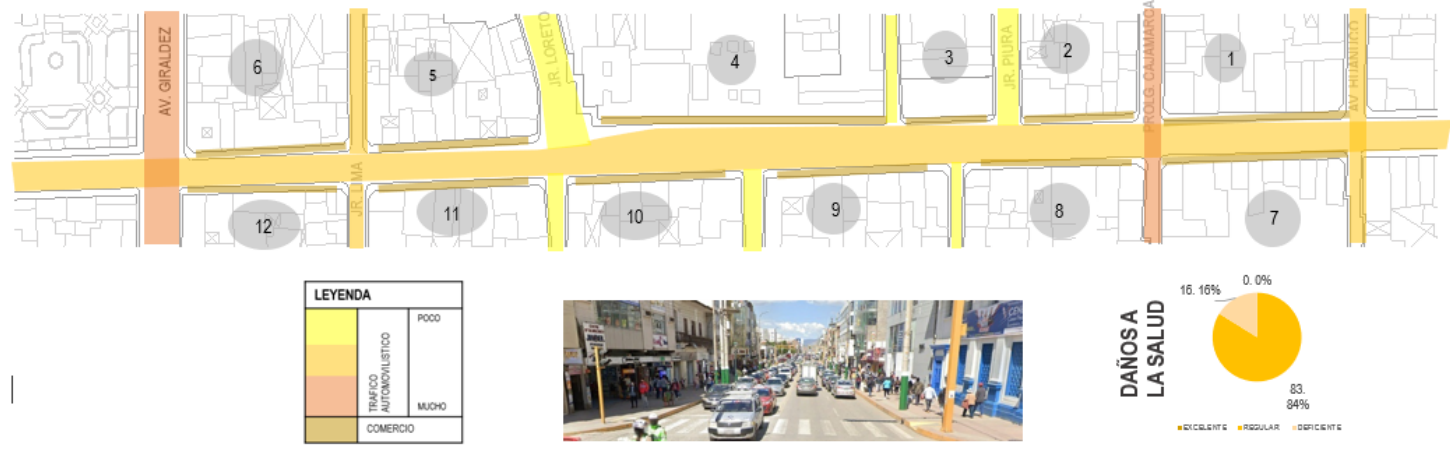 AV. GIRALDEZ
JR. LIMA
JR. LORETO
JR. PIURA
PROLG. CAJAMARCA
AV HUANUCO
6
5
4
3
2
1
12
11
10
9
8
7
LEYENDA
TRAFICO
AUTOMOVILISTICO
POCO
MUCHO
COMERCIO
DAÑOS A
LA SALUD
16. 16%
0. 0%
83.
84%
EXCELENTE REGULAR DEFICIENTE